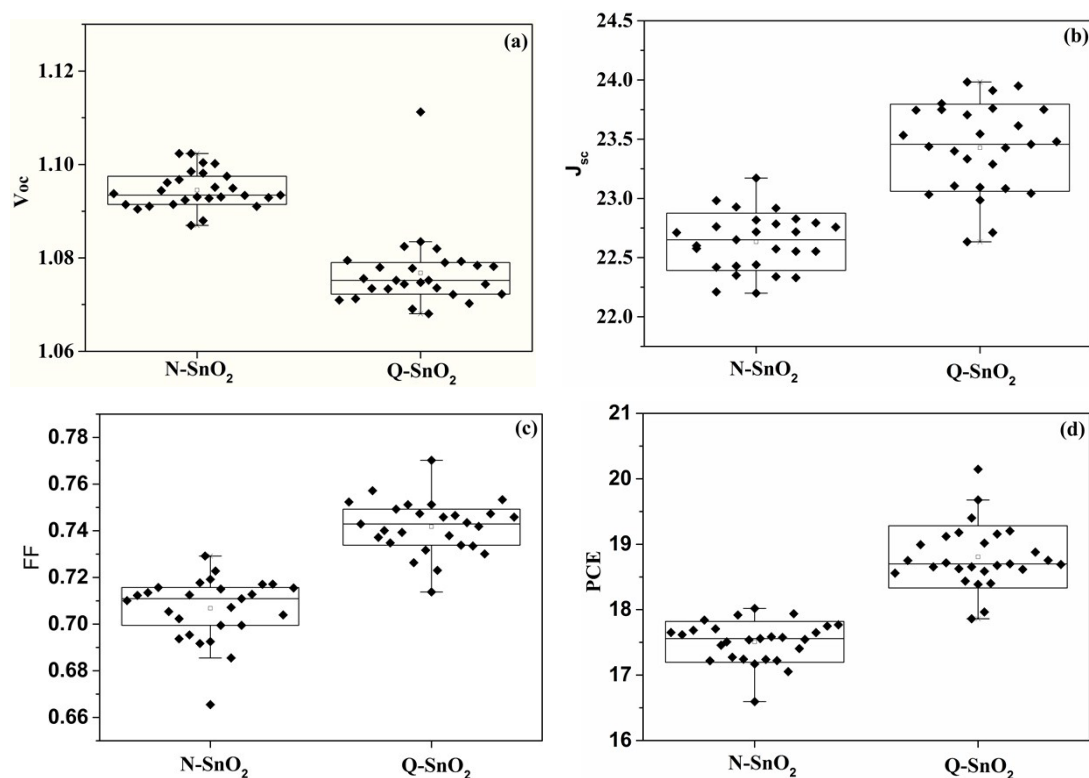 (a)
Voc
1.12
1.10
1.08
1.06
N-SnO2
Q-SnO2
(b)
Jsc
24.5
24.0
23.5
23.0
22.5
22.0
N-SnO2
Q-SnO2
(c)
FF
0.78
0.76
0.74
0.72
0.70
0.68
0.66
N-SnO2
Q-SnO2
(d)
PCE
21
20
19
18
17
16
N-SnO2
Q-SnO2